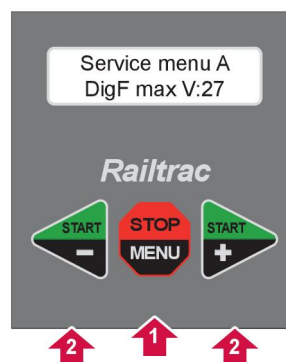 Service menu A
DigF max V:27
Railtrac
START
-
STOP
MENU
START
+
2
1
2